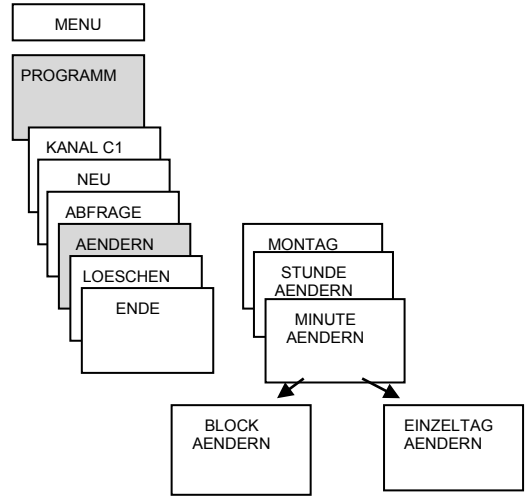 MENU
PROGRAMM
KANAL C1
NEU
ABFRAGE
AENDERN
LOESCHEN
ENDE
MONTAG
STUNDE
AENDERN
MINUTE
AENDERN
BLOCK
AENDERN
EINZELTAG
AENDERN